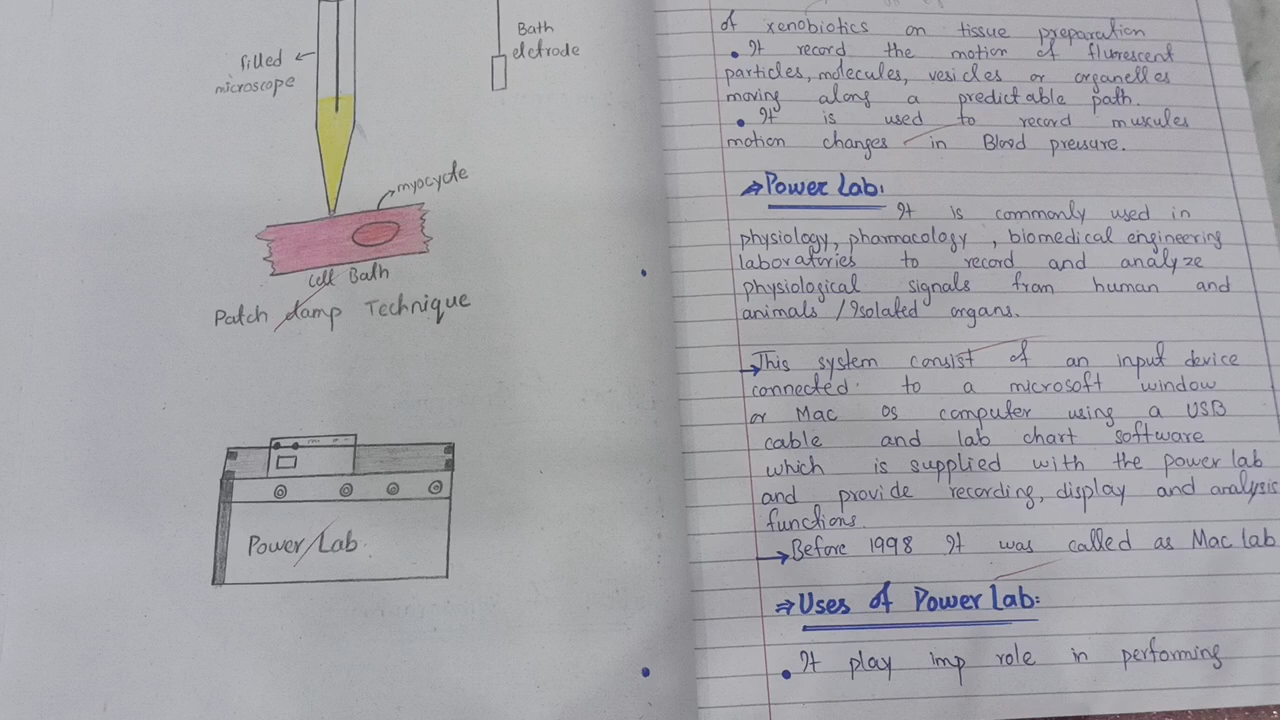 Bath
eletrode
filled
microscope
myocycle
Cell Bath
Patch clamp Technique
Power Lab
of xenobiotics on tissue preparation
• It record the motion of fluorescent
particles, molecules, vesicles or organelles
moving along a predictable path.
• It is used to record muscules
motion changes in Blood pressure.
⇒ Power Lab:
It is commonly used in
physiology, pharmacology, biomedical engineering
laboratories to record and analyze
physiological signals from human and
animals / Isolated organs.
→ This system consist of an input device
connected to a microsoft window
or Mac os computer using a USB
cable and lab chart software
which is supplied with the power lab
and provide recording, display and analysis
functions.
→ Before 1998 It was called as Mac lab
⇒ Uses of Power lab:
• It play imp role in performing